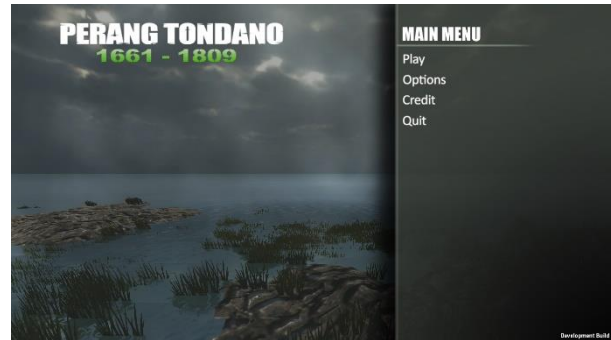 PERANG TONDANO
1661 - 1809
MAIN MENU
Play
Options
Credit
Quit
Development Build